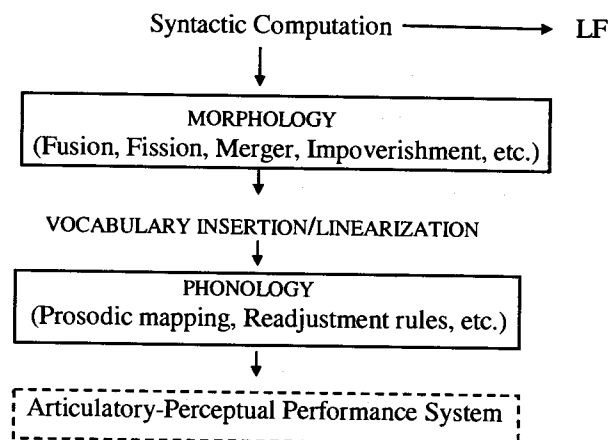 Syntactic Computation LF
MORPHOLOGY
(Fusion, Fission, Merger, Impoverishment, etc.)
VOCABULARY INSERTION/LINEARIZATION
PHONOLOGY
(Prosodic mapping, Readjustment rules, etc.)
Articulatory-Perceptual Performance System